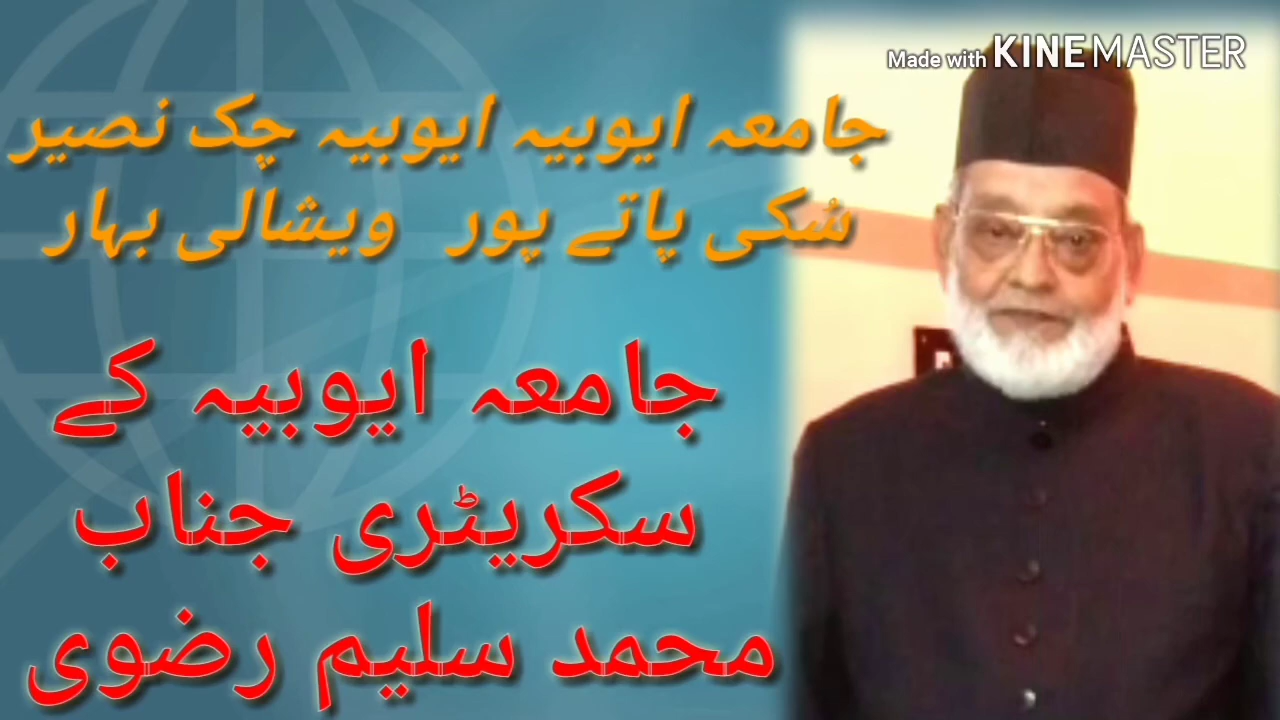 Made with KINEMASTER
جامعہ ایوبیہ ایوبیہ چک نصیر
سُکی پاتے پور ویشالی بہار
جامعہ ایوبیہ کے
سکریٹری جناب
محمد سلیم رضوی